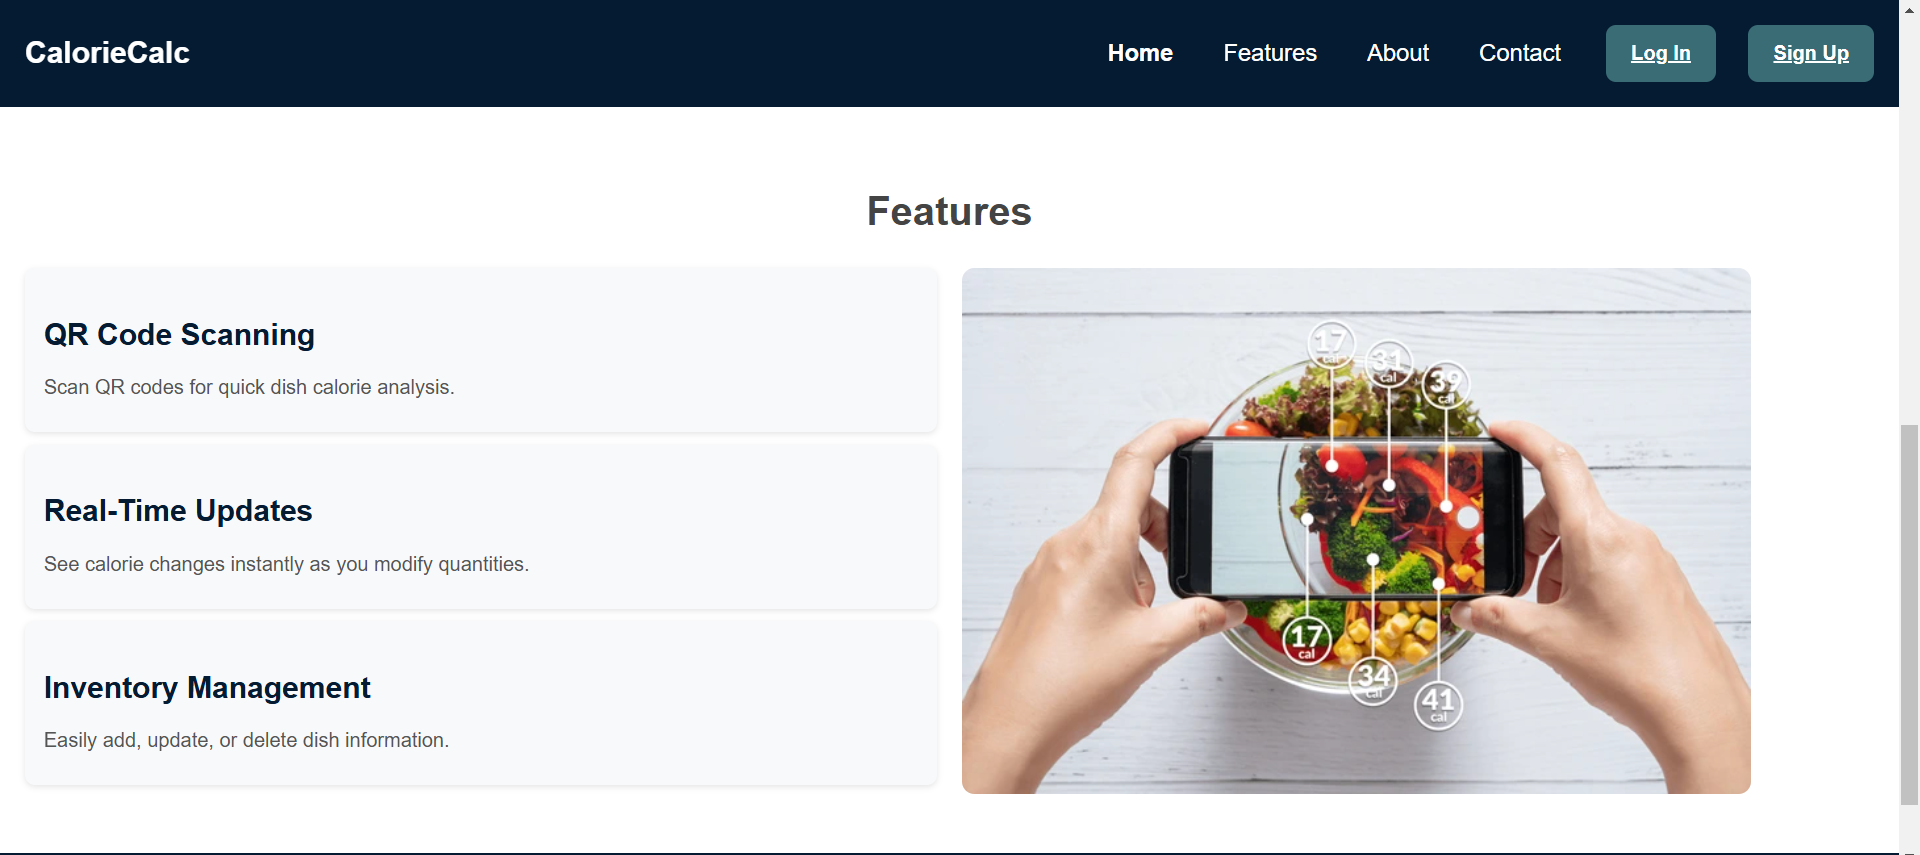 CalorieCalc
Home Features About Contact Log In Sign Up
Features
QR Code Scanning
Scan QR codes for quick dish calorie analysis.
Real-Time Updates
See calorie changes instantly as you modify quantities.
Inventory Management
Easily add, update, or delete dish information.
17
cal
31
cal
39
cal
17
cal
34
cal
41
cal